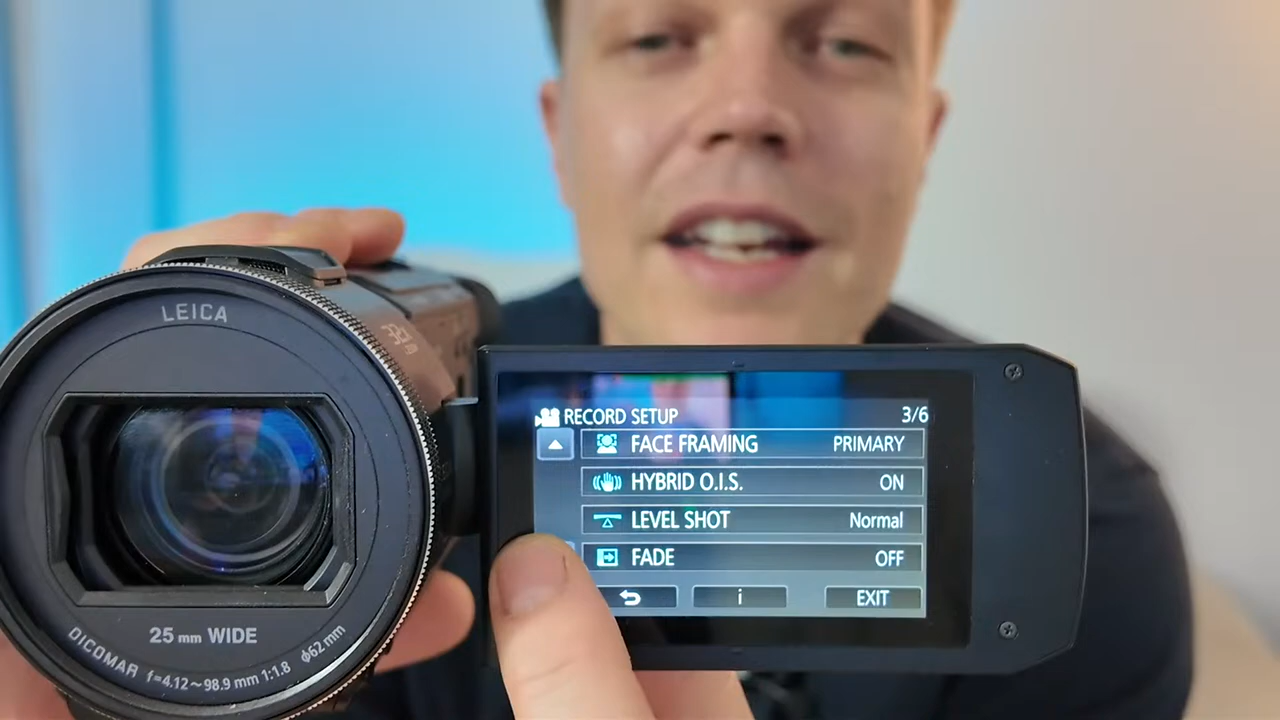 LEICA
25 mm WIDE
DICOMAR f=4.12~98.9 mm 1:1.8 ϕ62 mm
RECORD SETUP 3/6
FACE FRAMING PRIMARY
HYBRID O.I.S. ON
LEVEL SHOT Normal
FADE OFF
i EXIT